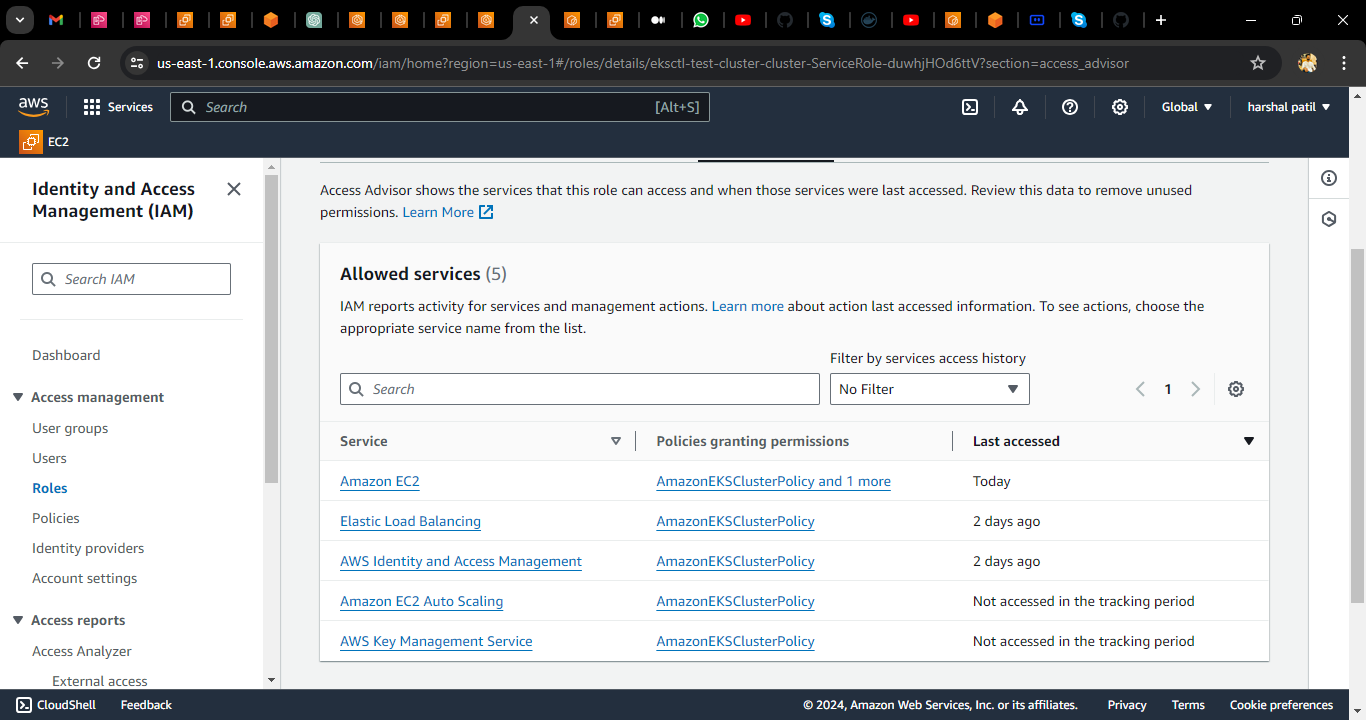 us-east-1.console.aws.amazon.com/iam/home?region=us-east-1#/roles/details/eksctl-test-cluster-cluster-ServiceRole-duwhjHOd6ttV?section=access_advisor
aws
Services
Search
[Alt+S]
Global
harshal patil
EC2
Identity and Access
Management (IAM)
Search IAM
Dashboard
Access management
User groups
Users
Roles
Policies
Identity providers
Account settings
Access reports
Access Analyzer
External access
Access Advisor shows the services that this role can access and when those services were last accessed. Review this data to remove unused
permissions. Learn More
Allowed services (5)
IAM reports activity for services and management actions. Learn more about action last accessed information. To see actions, choose the
appropriate service name from the list.
Filter by services access history
Search
No Filter
1
Service Policies granting permissions Last accessed
Amazon EC2 AmazonEKSClusterPolicy and 1 more Today
Elastic Load Balancing AmazonEKSClusterPolicy 2 days ago
AWS Identity and Access Management AmazonEKSClusterPolicy 2 days ago
Amazon EC2 Auto Scaling AmazonEKSClusterPolicy Not accessed in the tracking period
AWS Key Management Service AmazonEKSClusterPolicy Not accessed in the tracking period
CloudShell Feedback © 2024, Amazon Web Services, Inc. or its affiliates. Privacy Terms Cookie preferences